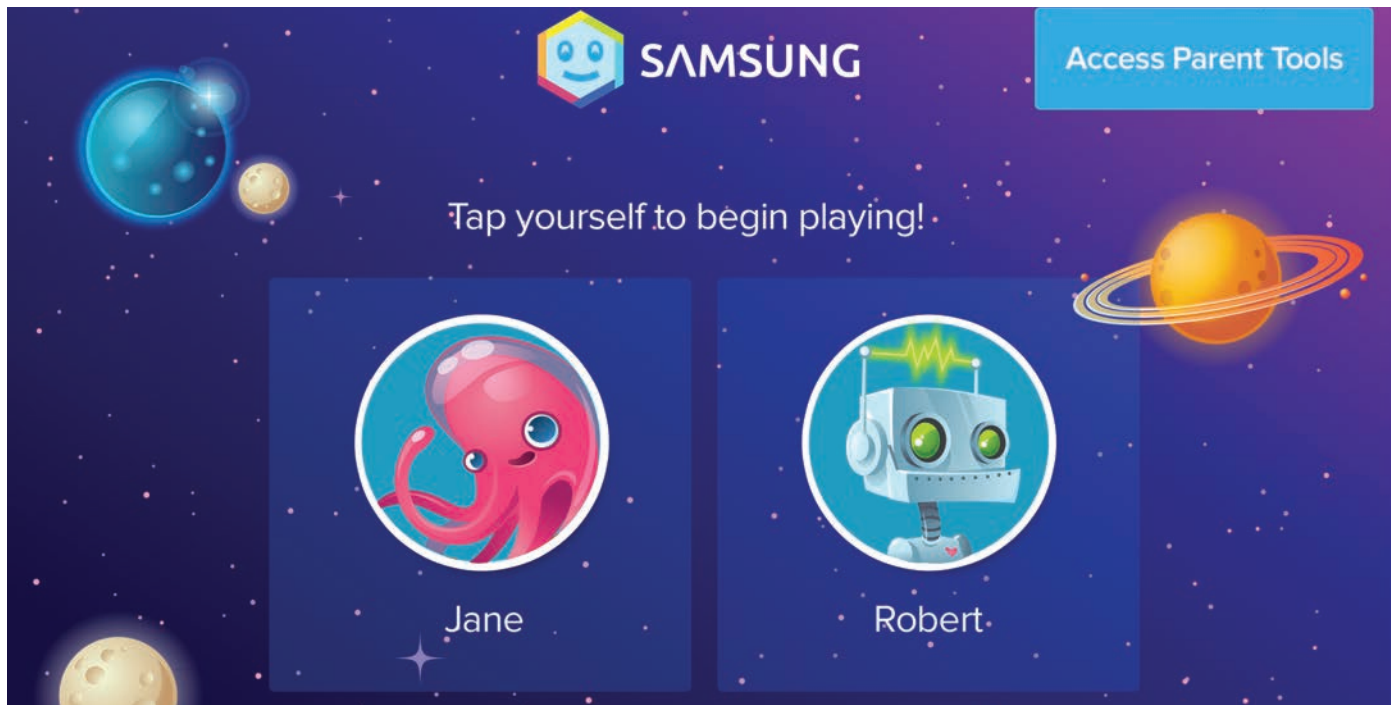 SAMSUNG
Access Parent Tools
Tap yourself to begin playing!
Jane
Robert